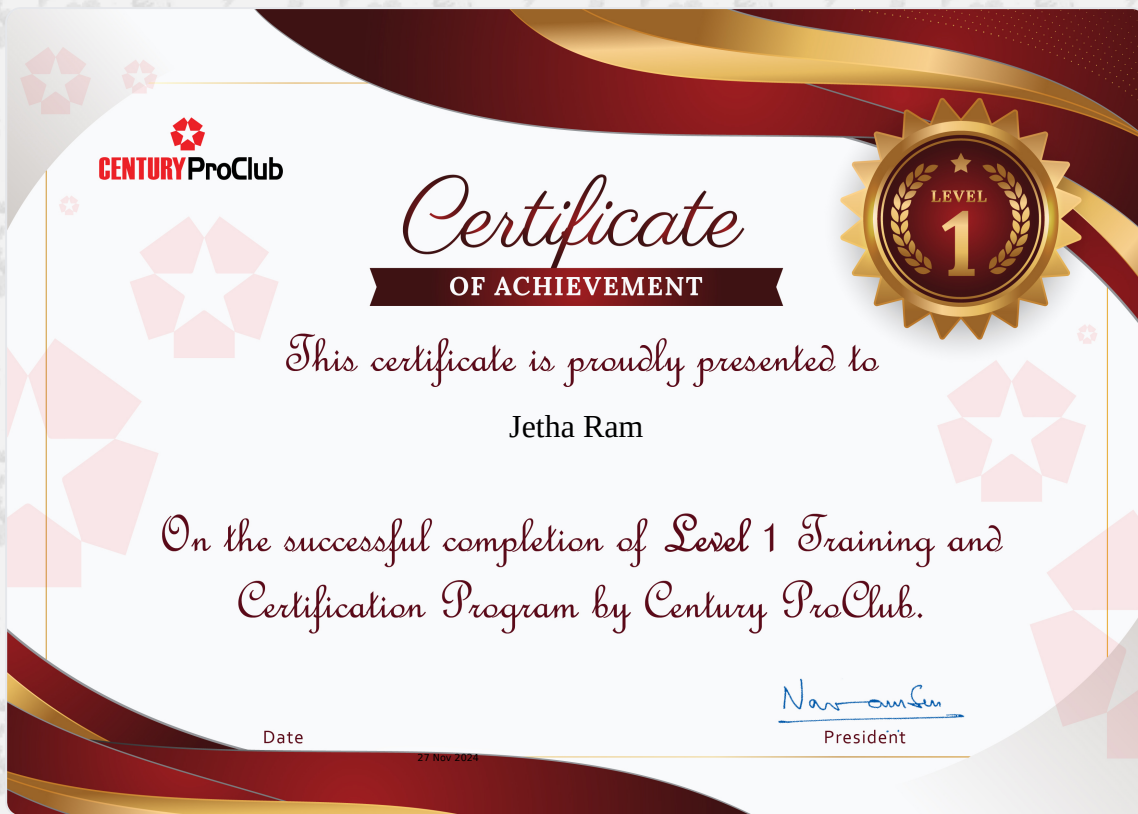 CENTURY ProClub
Certificate
OF ACHIEVEMENT
LEVEL
1
This certificate is proudly presented to
Jetha Ram
On the successful completion of Level 1 Training and
Certification Program by Century ProClub.
Date
27 Nov 2024
President